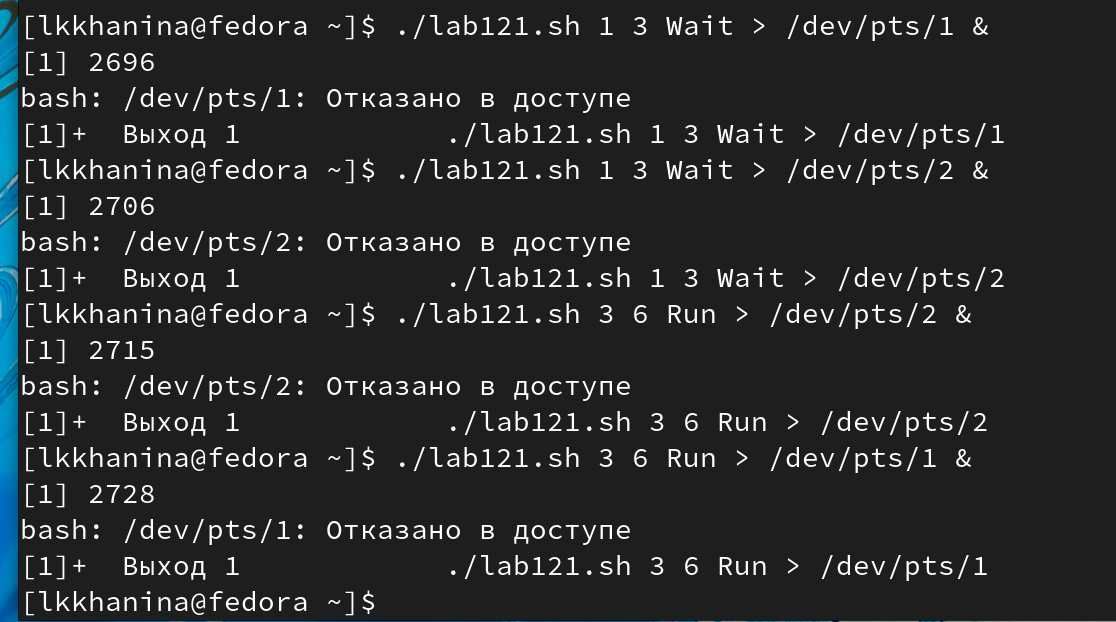 [lkkhanina@fedora ~]$ ./lab121.sh 1 3 Wait > /dev/pts/1 &
[1] 2696
bash: /dev/pts/1: Отказано в доступе
[1]+  Выход 1            ./lab121.sh 1 3 Wait > /dev/pts/1
[lkkhanina@fedora ~]$ ./lab121.sh 1 3 Wait > /dev/pts/2 &
[1] 2706
bash: /dev/pts/2: Отказано в доступе
[1]+  Выход 1            ./lab121.sh 1 3 Wait > /dev/pts/2
[lkkhanina@fedora ~]$ ./lab121.sh 3 6 Run > /dev/pts/2 &
[1] 2715
bash: /dev/pts/2: Отказано в доступе
[1]+  Выход 1            ./lab121.sh 3 6 Run > /dev/pts/2
[lkkhanina@fedora ~]$ ./lab121.sh 3 6 Run > /dev/pts/1 &
[1] 2728
bash: /dev/pts/1: Отказано в доступе
[1]+  Выход 1            ./lab121.sh 3 6 Run > /dev/pts/1
[lkkhanina@fedora ~]$